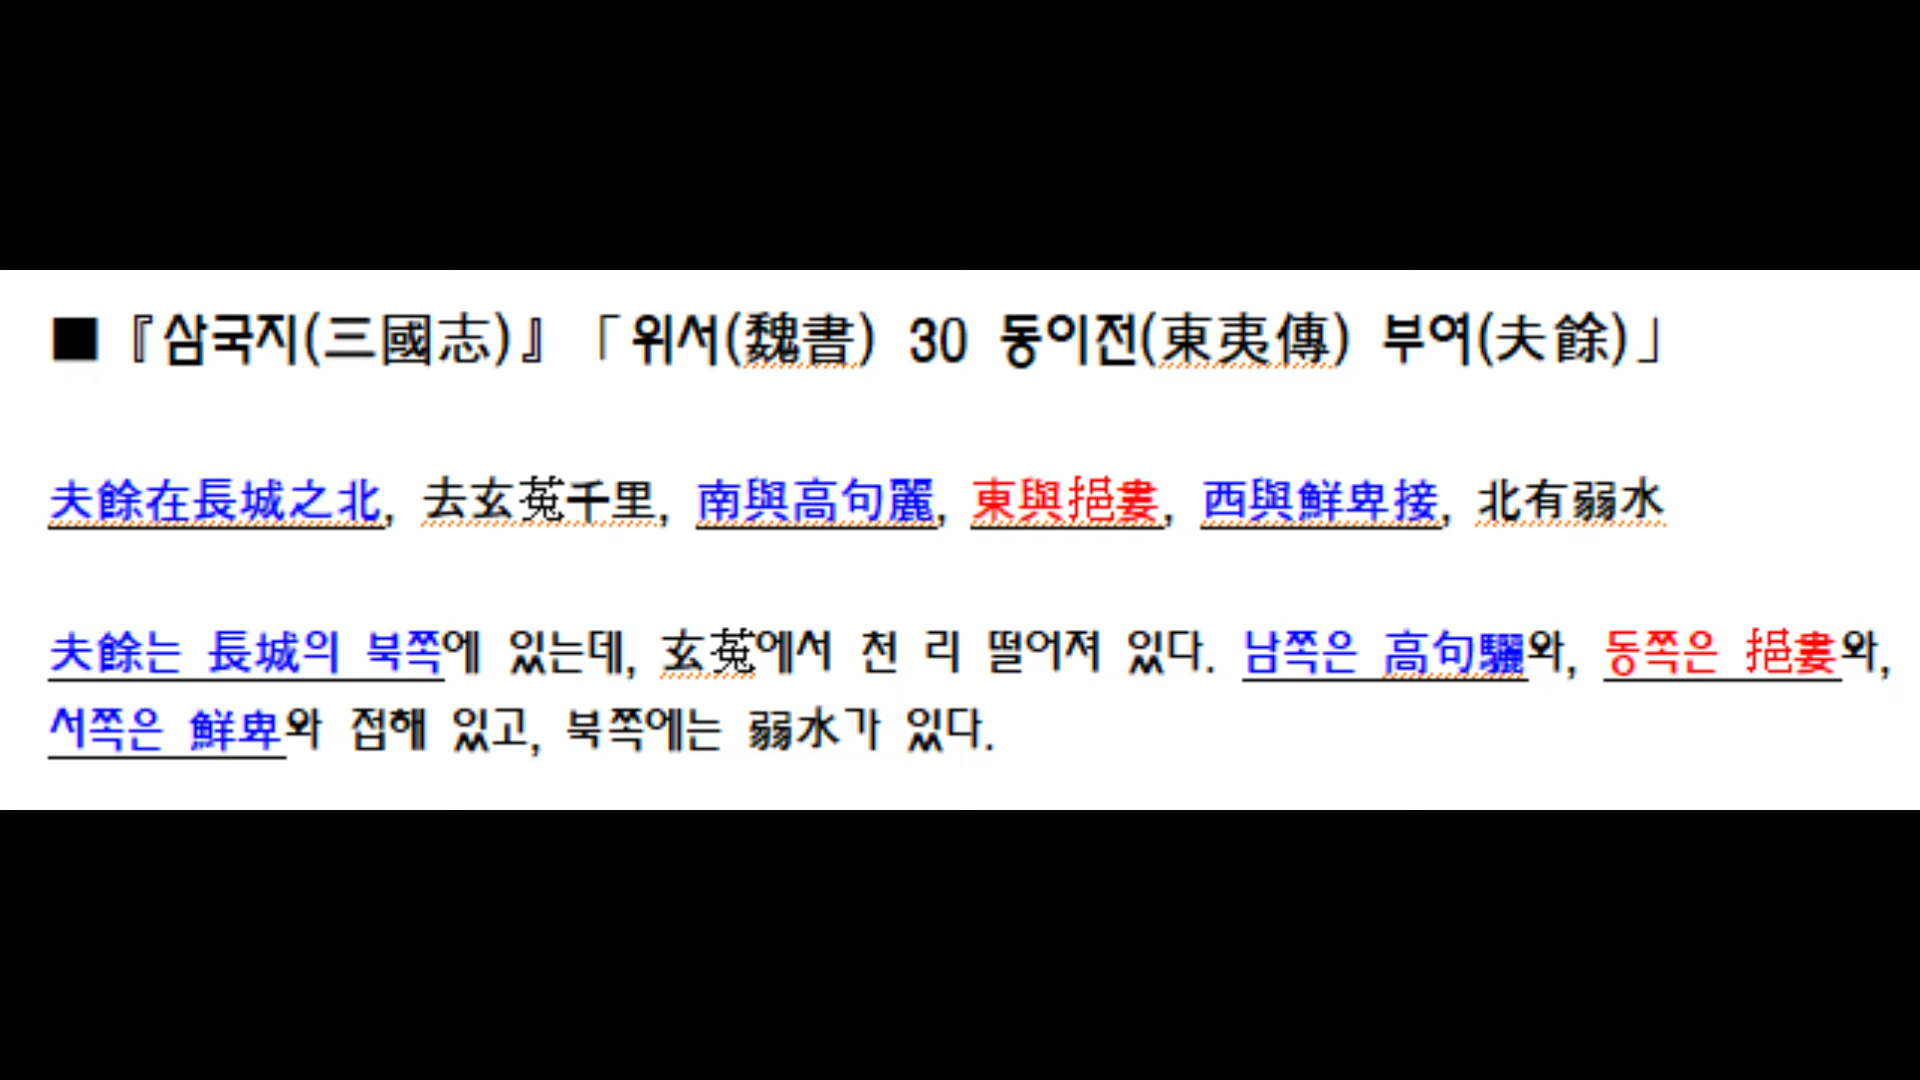 ■『삼국지(三國志)』「위서(魏書) 30 동이전(東夷傳) 부여(夫餘)」
夫餘在長城之北, 去玄菟千里, 南與高句麗, 東與挹婁, 西與鮮卑接, 北有弱水
夫餘는 長城의 북쪽에 있는데, 玄菟에서 천 리 떨어져 있다. 남쪽은 高句驪와, 동쪽은 挹婁와,
서쪽은 鮮卑와 접해 있고, 북쪽에는 弱水가 있다.